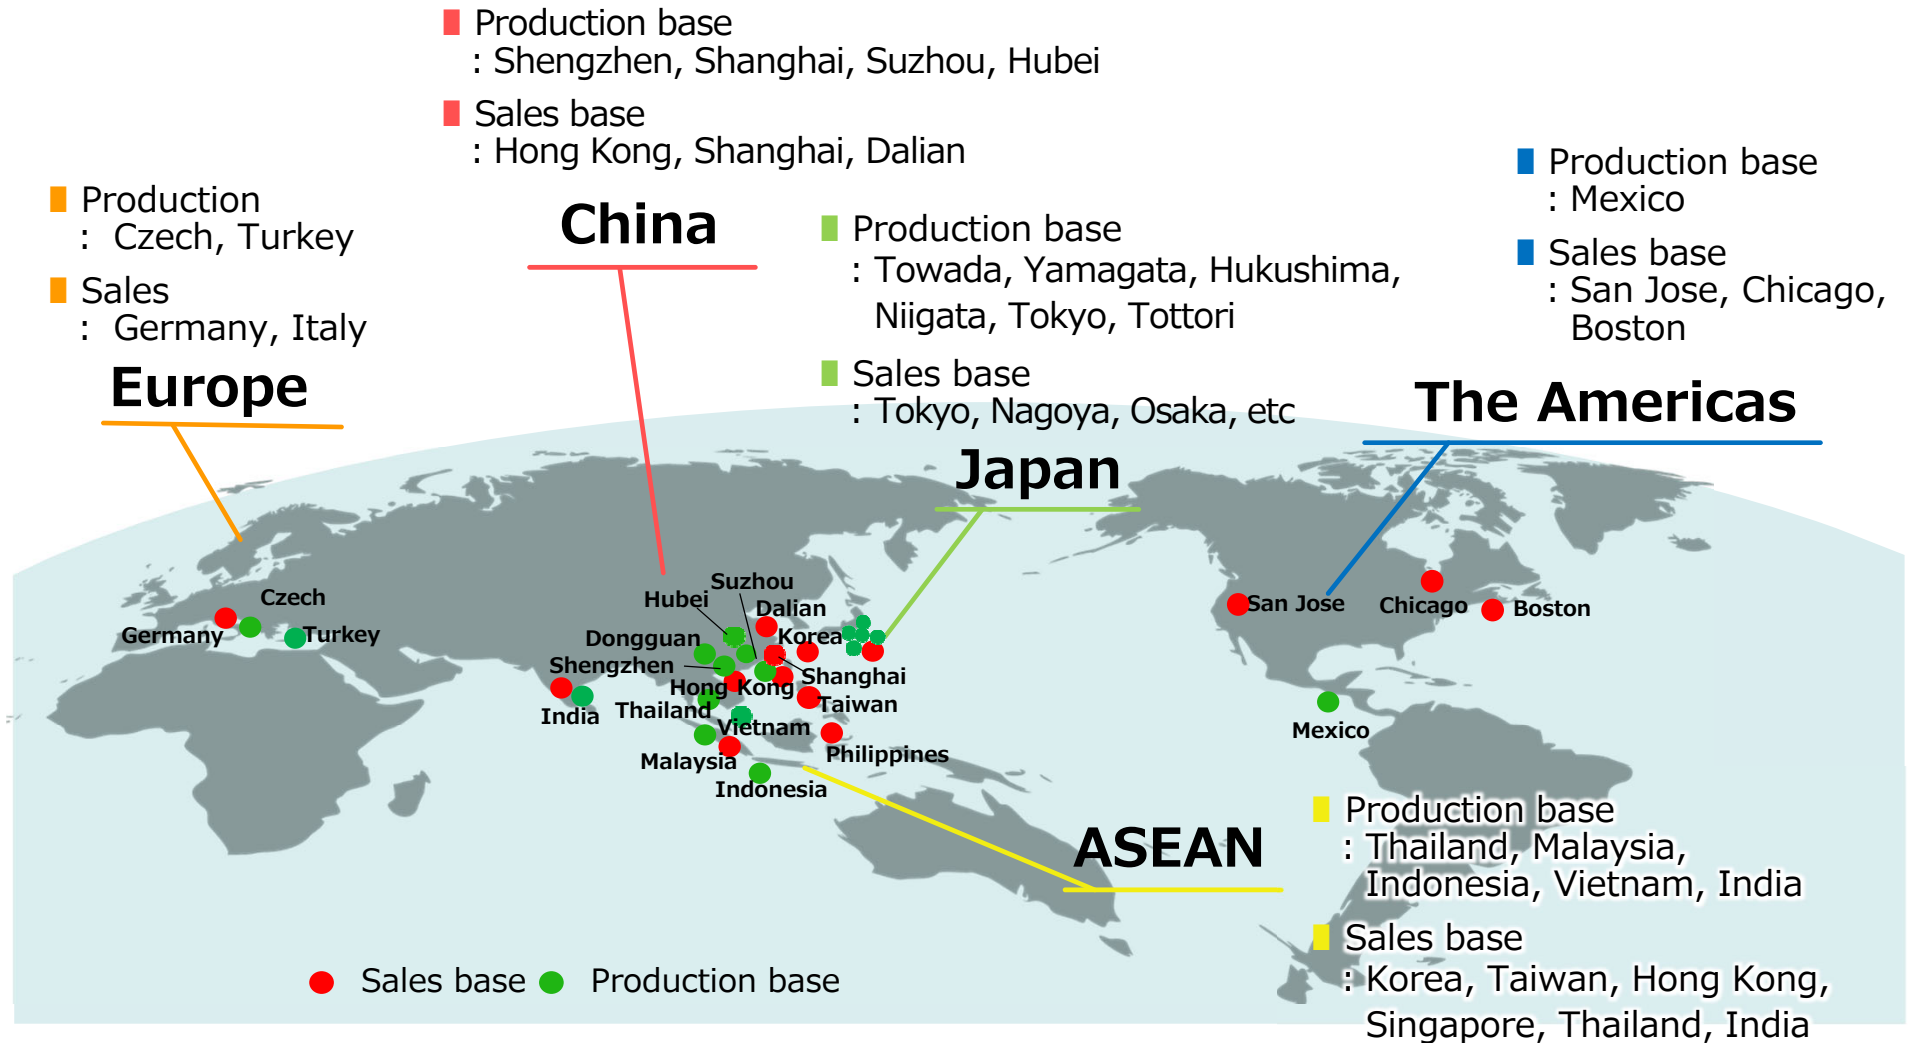 Production base
: Shengzhen, Shanghai, Suzhou, Hubei
Sales base
: Hong Kong, Shanghai, Dalian
China
Production
: Czech, Turkey
Sales
: Germany, Italy
Europe
Production base
: Towada, Yamagata, Hukushima,
Niigata, Tokyo, Tottori
Sales base
: Tokyo, Nagoya, Osaka, etc
Japan
Production base
: Mexico
Sales base
: San Jose, Chicago,
Boston
The Americas
Czech
Germany
Turkey
Suzhou
Hubei
Dalian
Dongguan
Korea
Shengzhen
Shanghai
Hong Kong
India
Thailand
Taiwan
Vietnam
Malaysia
Philippines
Indonesia
San Jose
Chicago
Boston
Mexico
ASEAN
Production base
: Thailand, Malaysia,
Indonesia, Vietnam, India
Sales base
: Korea, Taiwan, Hong Kong,
Singapore, Thailand, India
Sales base
Production base